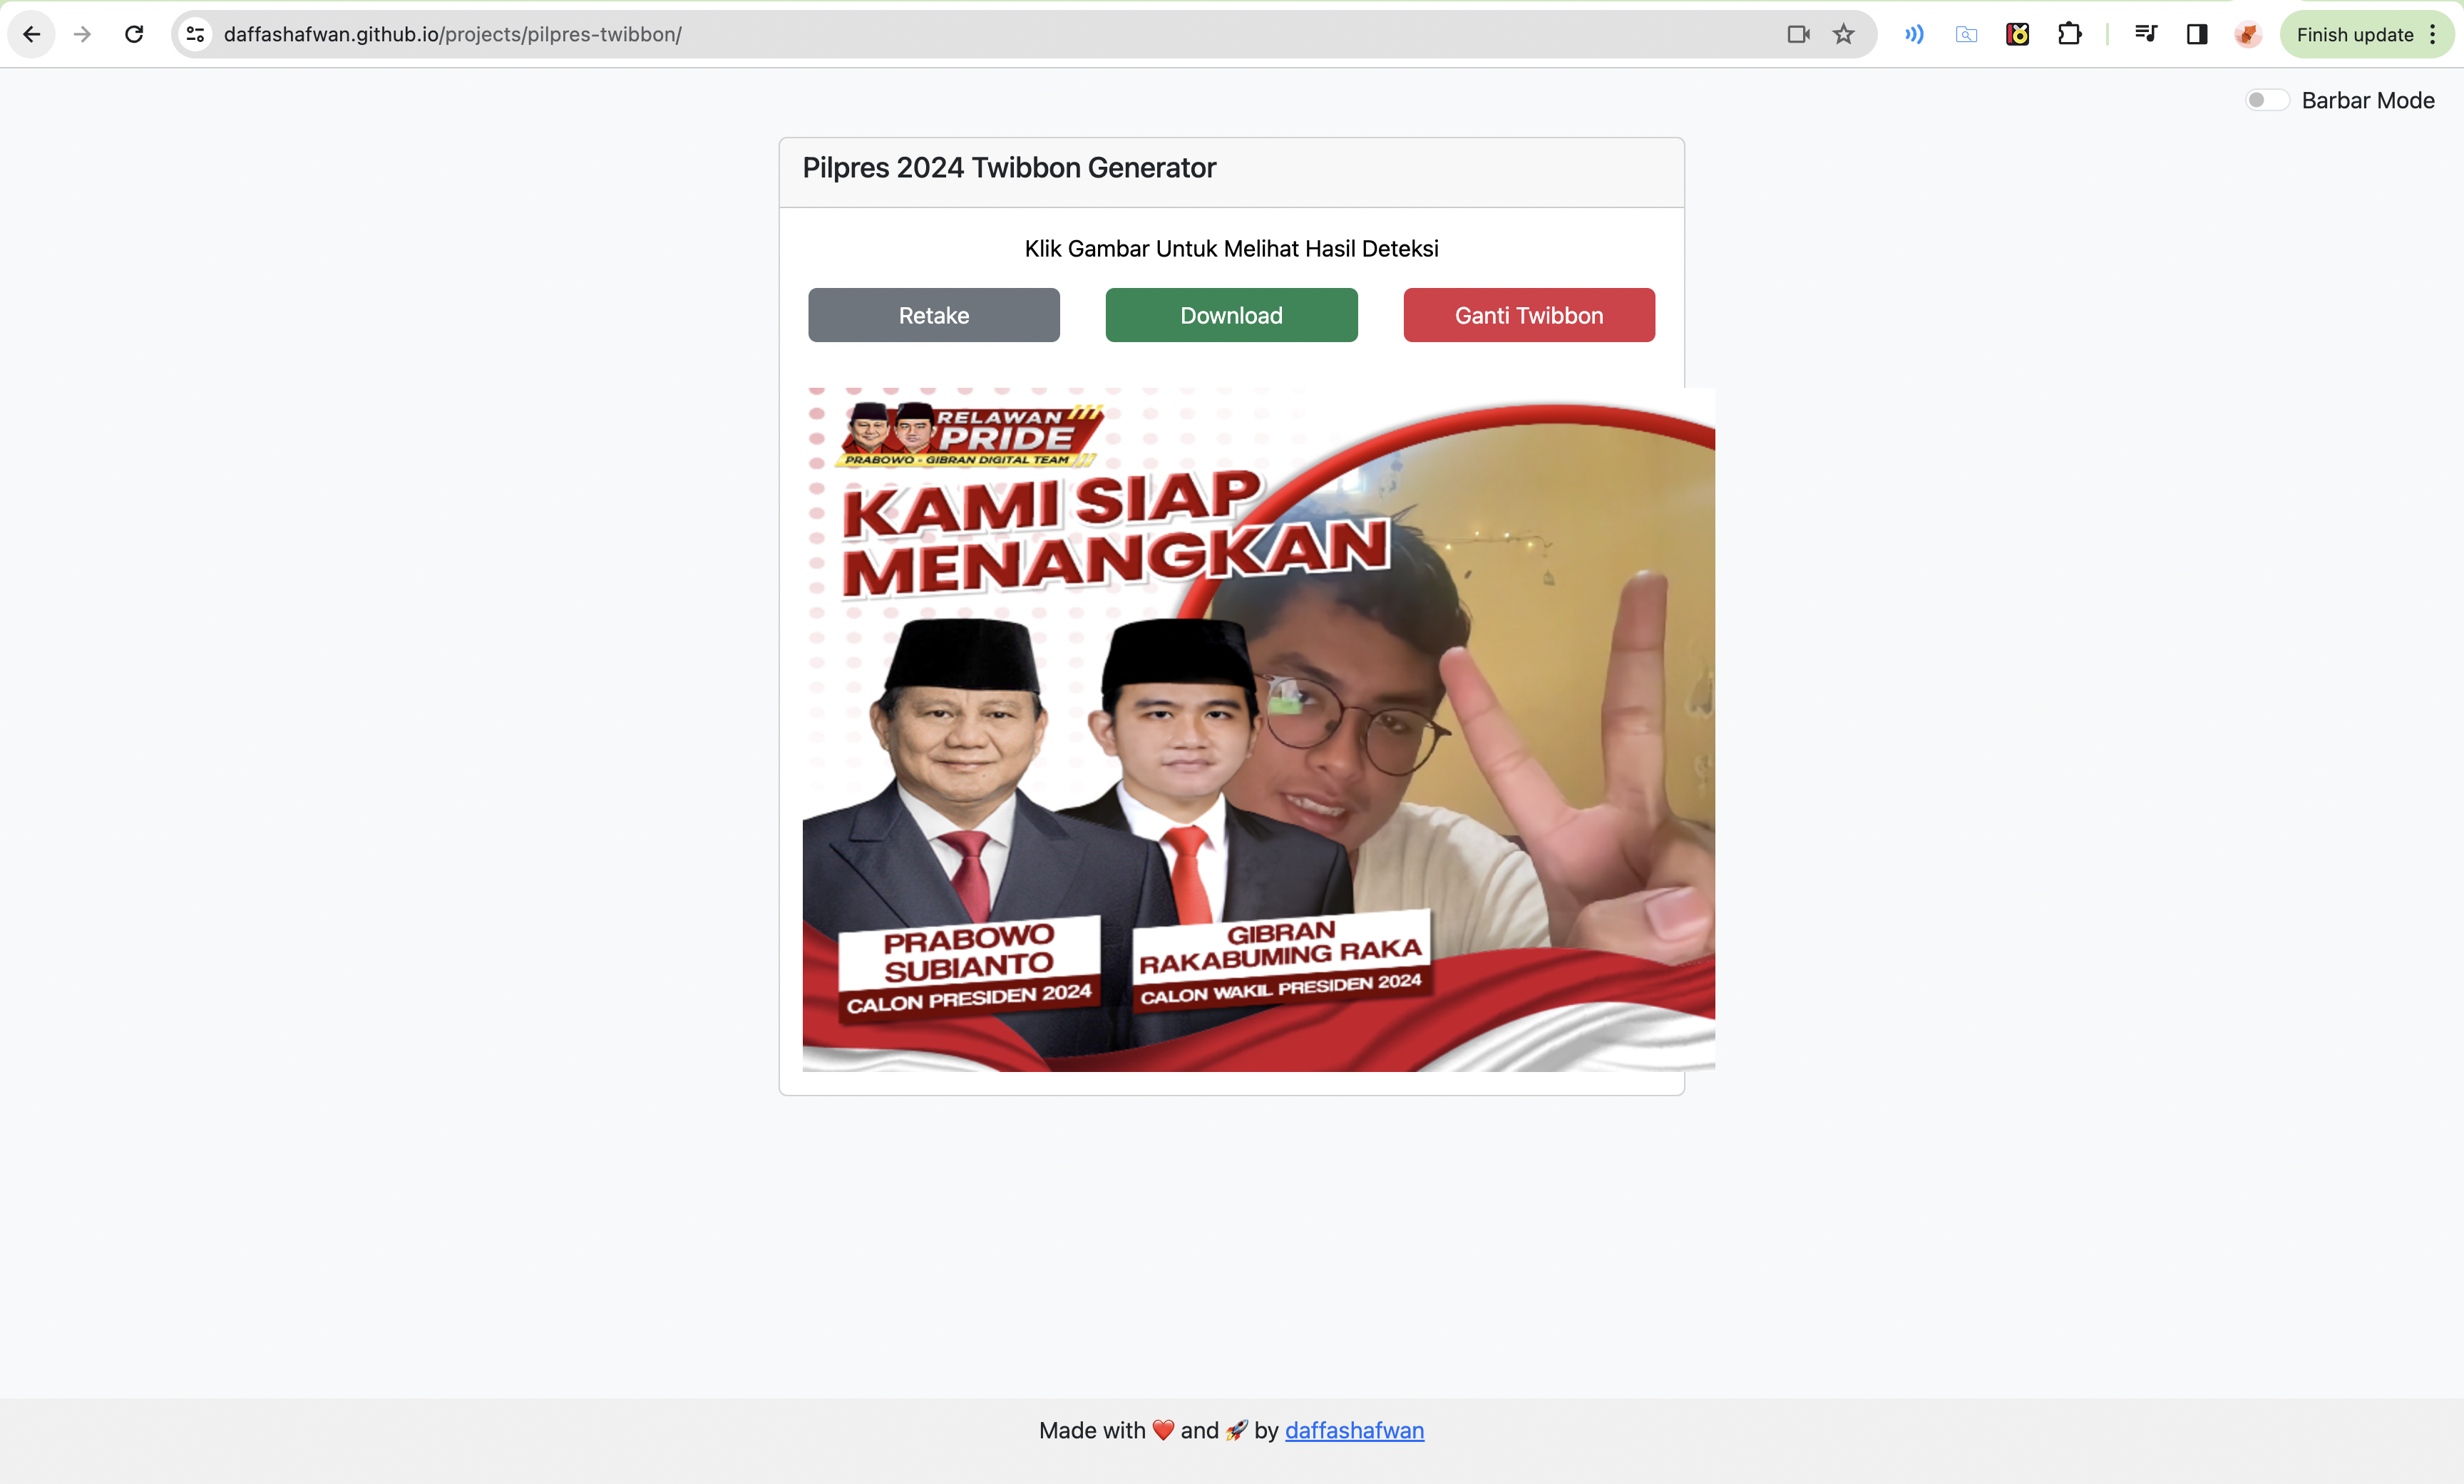 daffashafwan.github.io/projects/pilpres-twibbon/
Finish update
Barbar Mode
Pilpres 2024 Twibbon Generator
Klik Gambar Untuk Melihat Hasil Deteksi
Retake
Download
Ganti Twibbon
RELAWAN
PRIDE
PRABOWO - GIBRAN DIGITAL TEAM
KAMI SIAP
MENANGKAN
PRABOWO
SUBIANTO
CALON PRESIDEN 2024
GIBRAN
RAKABUMING RAKA
CALON WAKIL PRESIDEN 2024
Made with ❤️ and 🚀 by daffashafwan